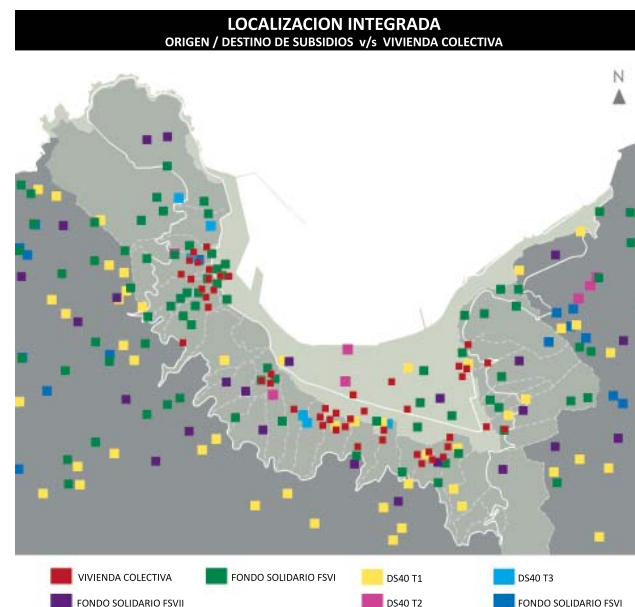 LOCALIZACION INTEGRADA
ORIGEN / DESTINO DE SUBSIDIOS v/s VIVIENDA COLECTIVA
N
VIVIENDA COLECTIVA
FONDO SOLIDARIO FSVI
DS40 T1
DS40 T3
FONDO SOLIDARIO FSVII
DS40 T2
FONDO SOLIDARIO FSVI